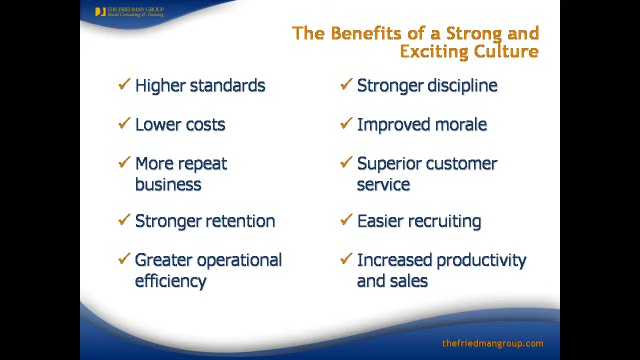 THE FRIEDMAN GROUP
Retail Consulting & Training
The Benefits of a Strong and
Exciting Culture
Higher standards
Lower costs
More repeat
business
Stronger retention
Greater operational
efficiency
Stronger discipline
Improved morale
Superior customer
service
Easier recruiting
Increased productivity
and sales
thefriedmangroup.com